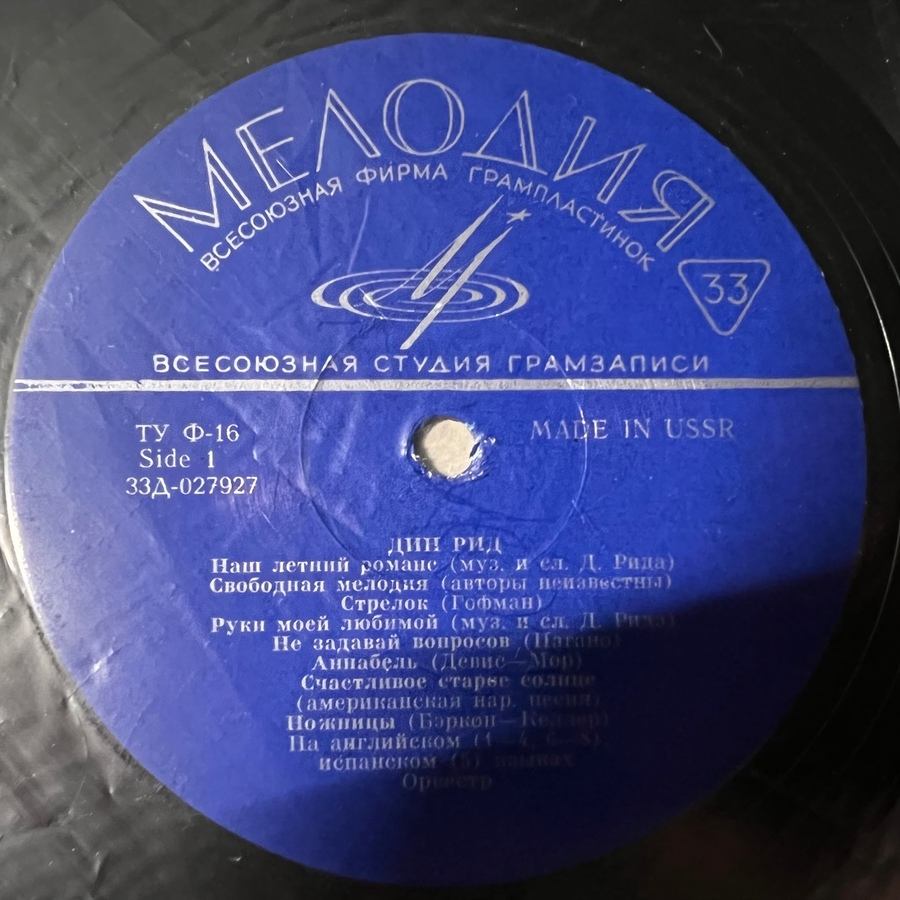 МЕЛОДИЯ
ВСЕСОЮЗНАЯ ФИРМА ГРАМПЛАСТИНОК
33
ВСЕСОЮЗНАЯ СТУДИЯ ГРАМЗАПИСИ
ТУ Ф-16
MADE IN USSR
Side 1
33Д-027927
ДИН РИД
Наш летний романс (муз. и сл. Д. Рида)
Свободная мелодия (авторы неизвестны)
Стрелок (Гофман)
Руки моей любимой (муз. и сл. Д. Рида)
Не задавай вопросов (Пагано)
Аннабель (Денис—Мор)
Счастливое старое солнце
(американская нар. песня)
Ножницы (Бэркон—Келлер)
На английском (1—4, 6—8),
испанском (5) языках
Оркестр